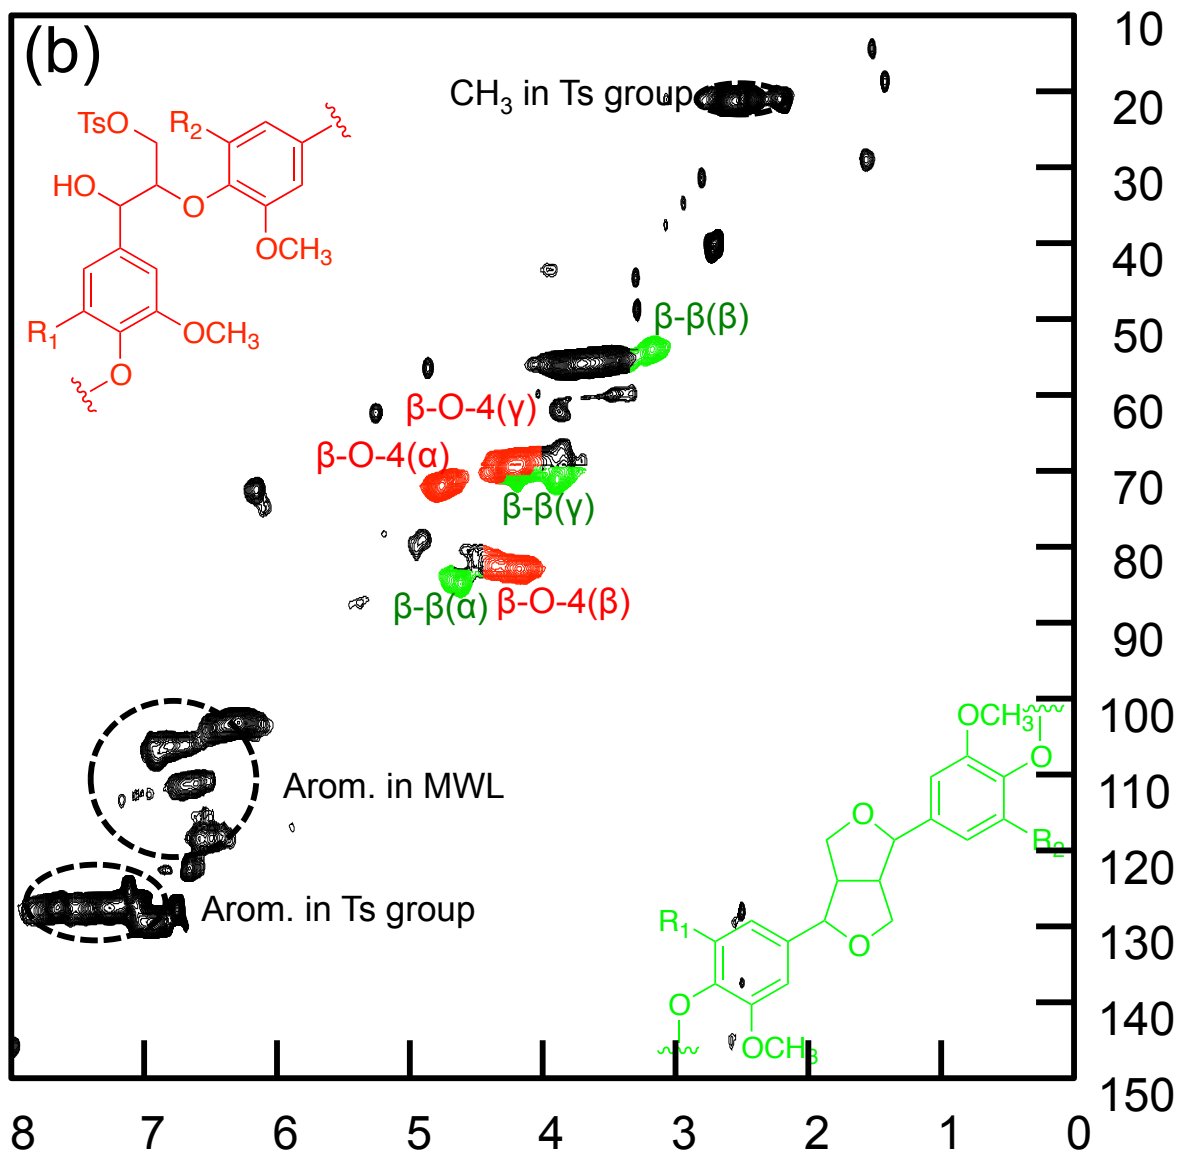 (b)
10
CH3 in Ts group
20
TsO
R2
30
HO
O
OCH3
40
R1
OCH3
O
50
β-β(β)
60
β-O-4(γ)
β-O-4(α)
70
β-β(γ)
80
β-β(α)
β-O-4(β)
90
100
OCH3
O
Arom. in MWL
110
O
R2
120
Arom. in Ts group
R1
130
O
O
OCH3
140
150
8 7 6 5 4 3 2 1 0